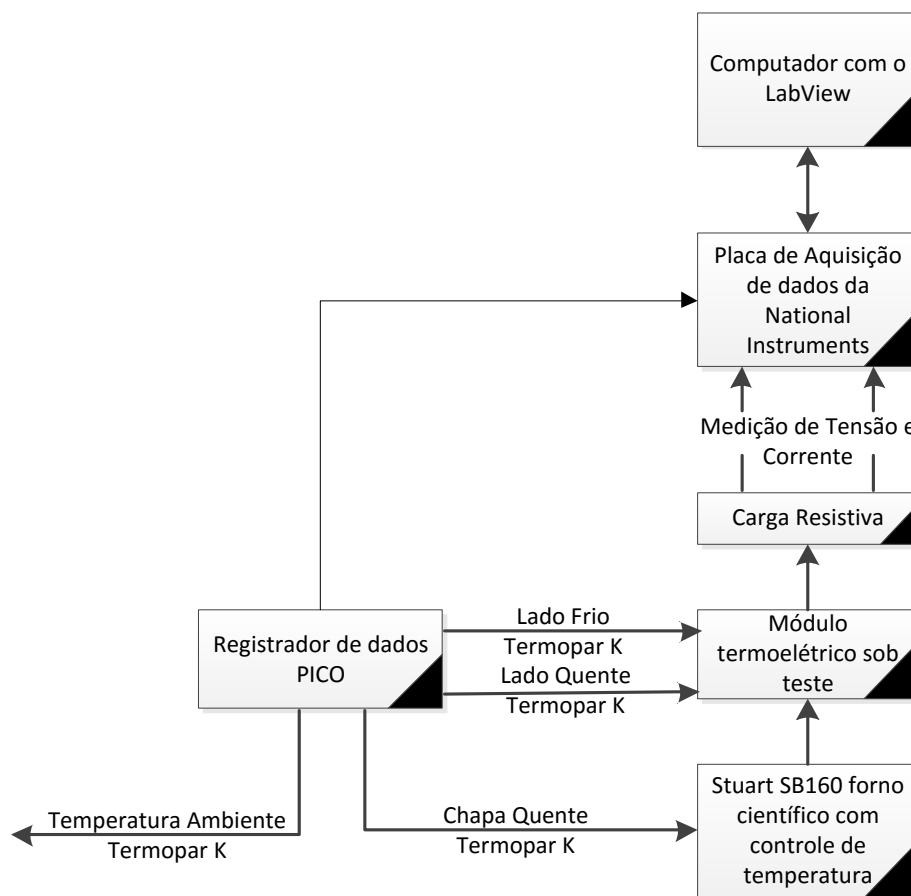 Computador com o
LabView
Placa de Aquisição
de dados da
National
Instruments
Medição de Tensão e
Corrente
Carga Resistiva
Registrador de dados
PICO
Lado Frio
Termopar K
Lado Quente
Termopar K
Módulo
termoelétrico sob
teste
Temperatura Ambiente
Termopar K
Chapa Quente
Termopar K
Stuart SB160 forno
científico com
controle de
temperatura